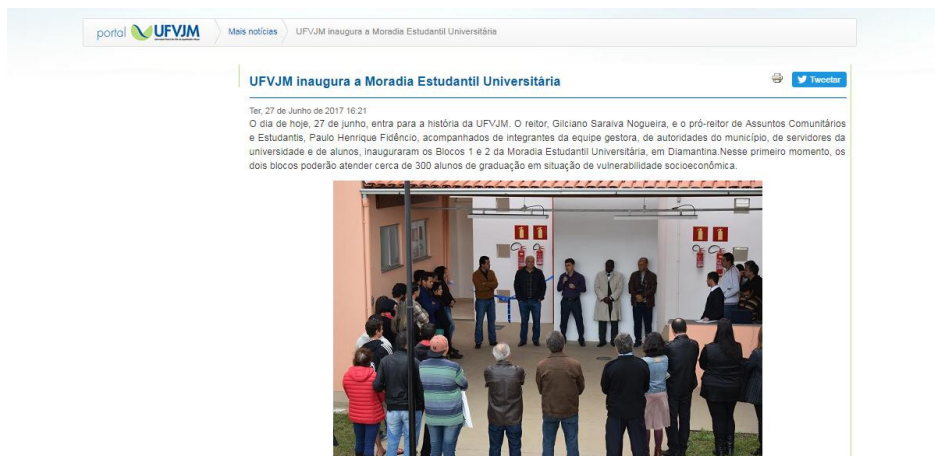 portal UFVJM Mais notícias UFVJM inaugura a Moradia Estudantil Universitária
UFVJM inaugura a Moradia Estudantil Universitária Tweetar
Ter, 27 de Junho de 2017 16:21
O dia de hoje, 27 de junho, entra para a história da UFVJM. O reitor, Gilciano Saraiva Nogueira, e o pró-reitor de Assuntos Comunitários
e Estudantis, Paulo Henrique Fidêncio, acompanhados de integrantes da equipe gestora, de autoridades do município, de servidores da
universidade e de alunos, inauguraram os Blocos 1 e 2 da Moradia Estudantil Universitária, em Diamantina.Nesse primeiro momento, os
dois blocos poderão atender cerca de 300 alunos de graduação em situação de vulnerabilidade socioeconômica.